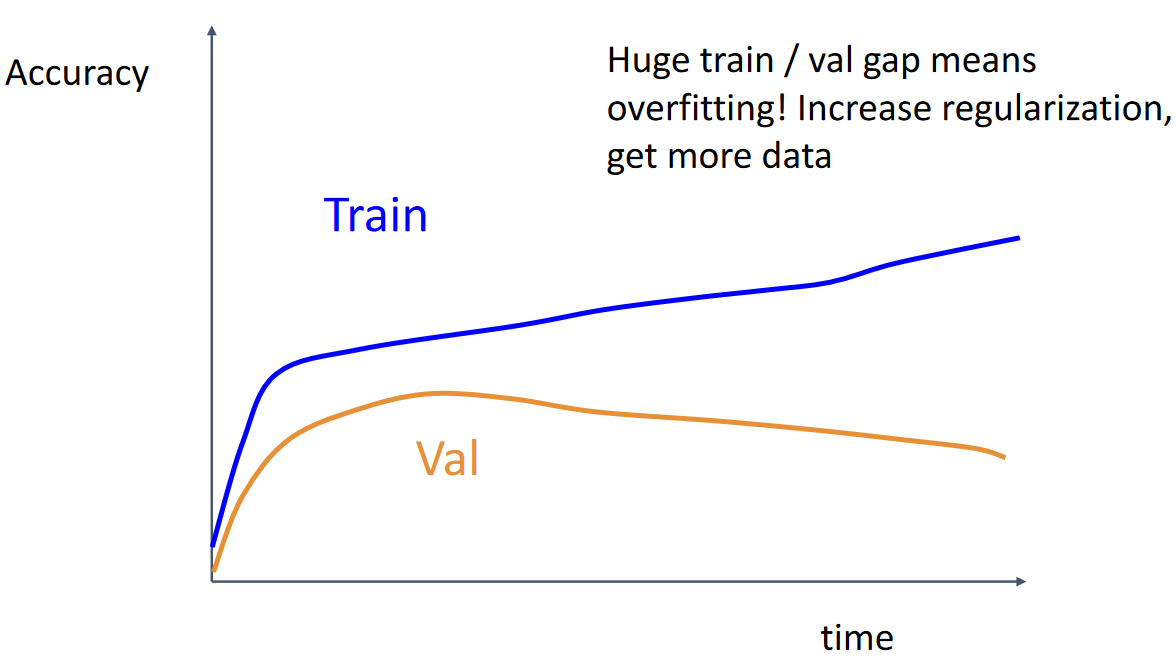 Accuracy
Huge train / val gap means
overfitting! Increase regularization,
get more data
Train
Val
time